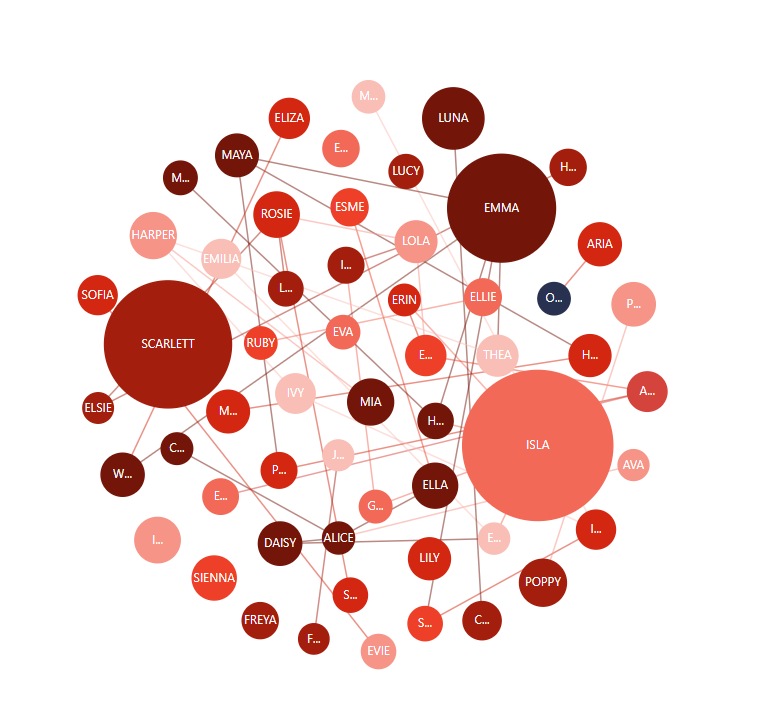 M...
LUNA
ELIZA
E...
MAYA
H...
LUCY
M...
EMMA
ESME
ROSIE
HARPER
LOLA
ARIA
EMILIA
I...
L...
SOFIA
ELLIE
O...
ERIN
P...
EVA
RUBY
SCARLETT
E...
THEA
H...
A...
IVY
MIA
ELSIE
M...
H...
ISLA
C...
J...
AVA
P...
W...
ELLA
E...
G...
I...
ALICE
E...
I...
DAISY
LILY
SIENNA
POPPY
S...
FREYA
C...
S...
F...
EVIE